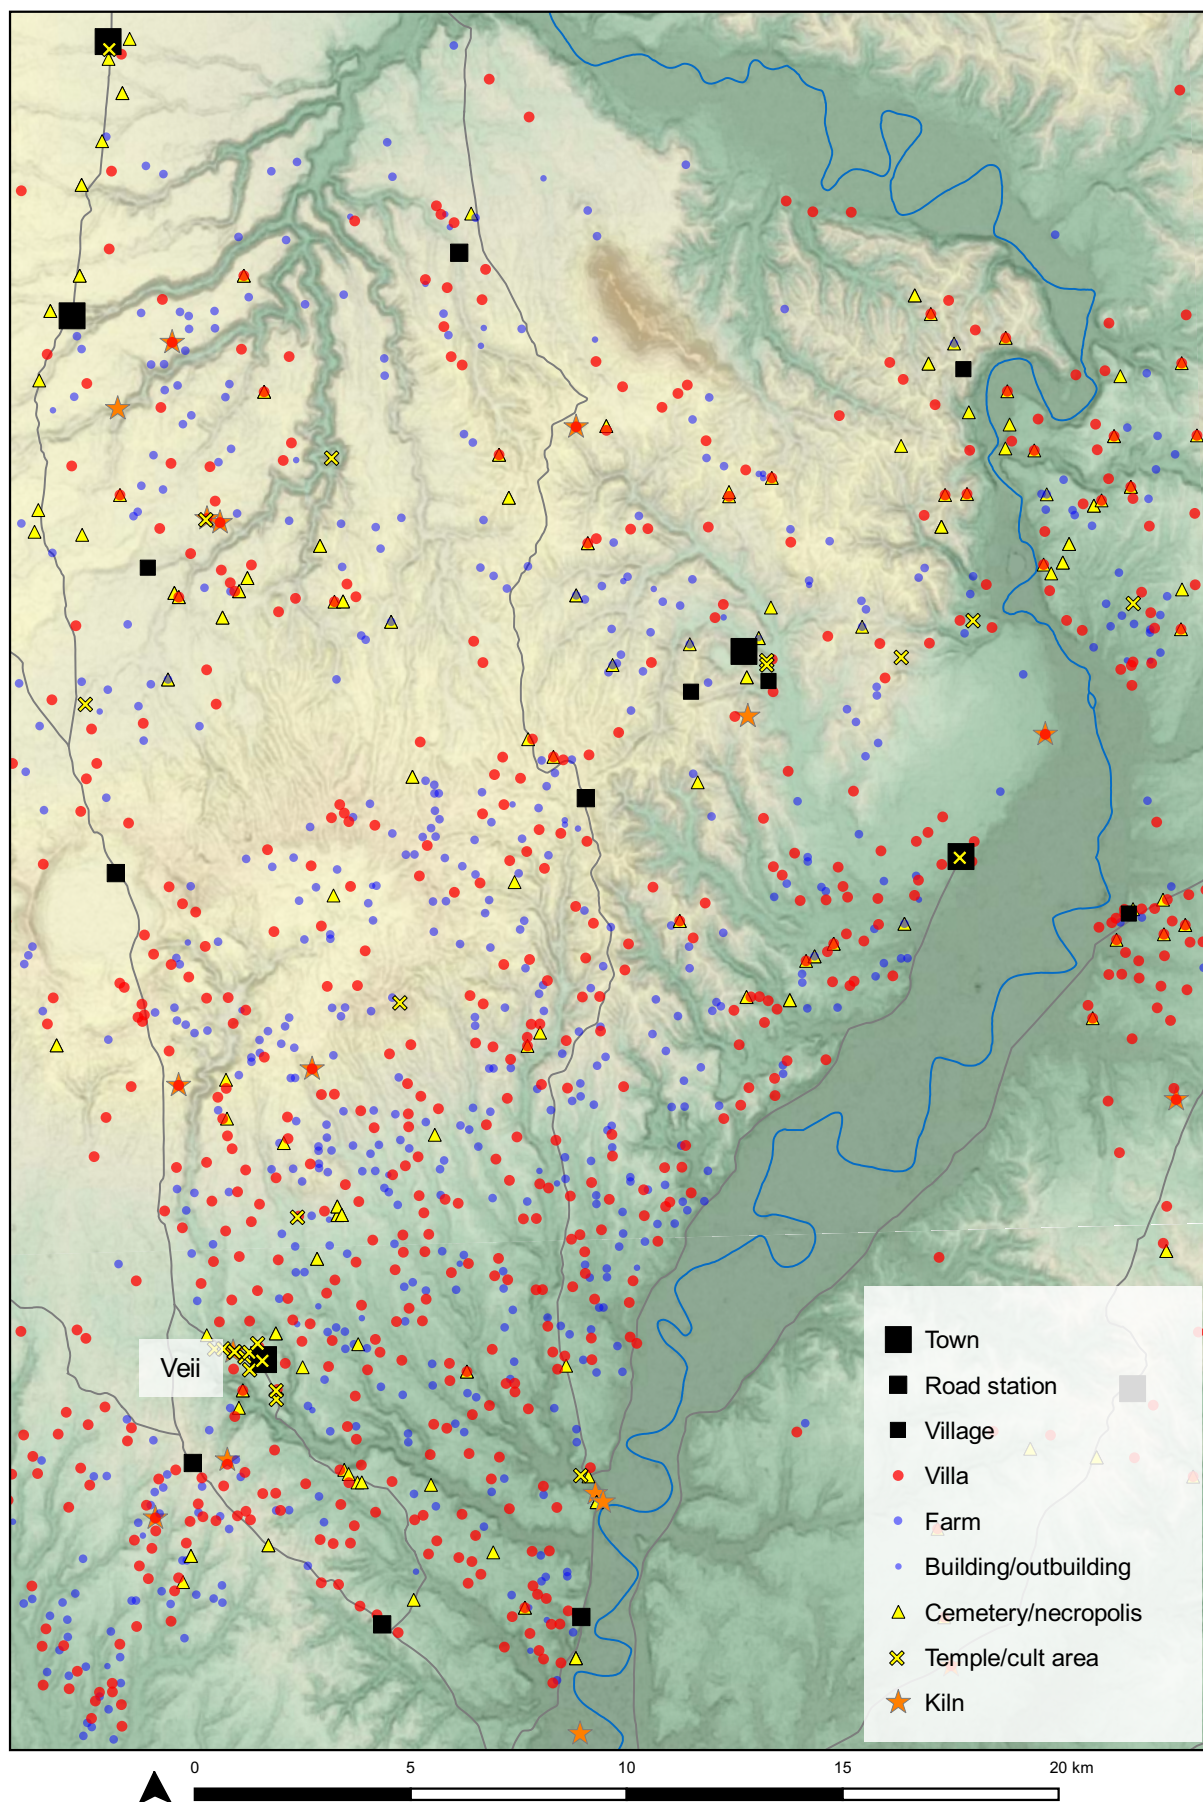 Veii
Town
Road station
Village
Villa
Farm
Building/outbuilding
Cemetery/necropolis
Temple/cult area
Kiln
0 5 10 15 20 km